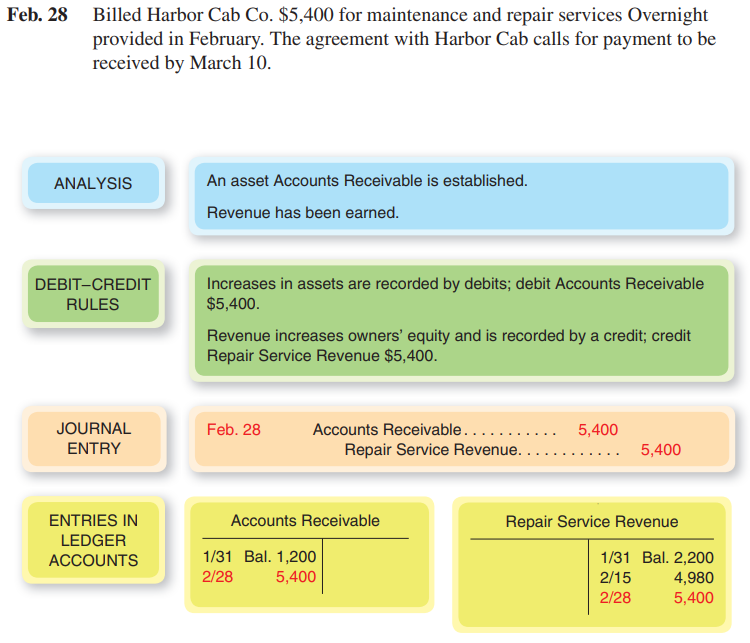 Feb. 28 Billed Harbor Cab Co. $5,400 for maintenance and repair services Overnight
provided in February. The agreement with Harbor Cab calls for payment to be
received by March 10.
ANALYSIS
An asset Accounts Receivable is established.
Revenue has been earned.
DEBIT–CREDIT
RULES
Increases in assets are recorded by debits; debit Accounts Receivable
$5,400.
Revenue increases owners’ equity and is recorded by a credit; credit
Repair Service Revenue $5,400.
JOURNAL
ENTRY
Feb. 28 Accounts Receivable. . . . . . . . . . . 5,400
Repair Service Revenue. . . . . . . . . . . . 5,400
ENTRIES IN
LEDGER
ACCOUNTS
Accounts Receivable
1/31 Bal. 1,200
2/28 5,400
Repair Service Revenue
1/31 Bal. 2,200
2/15 4,980
2/28 5,400